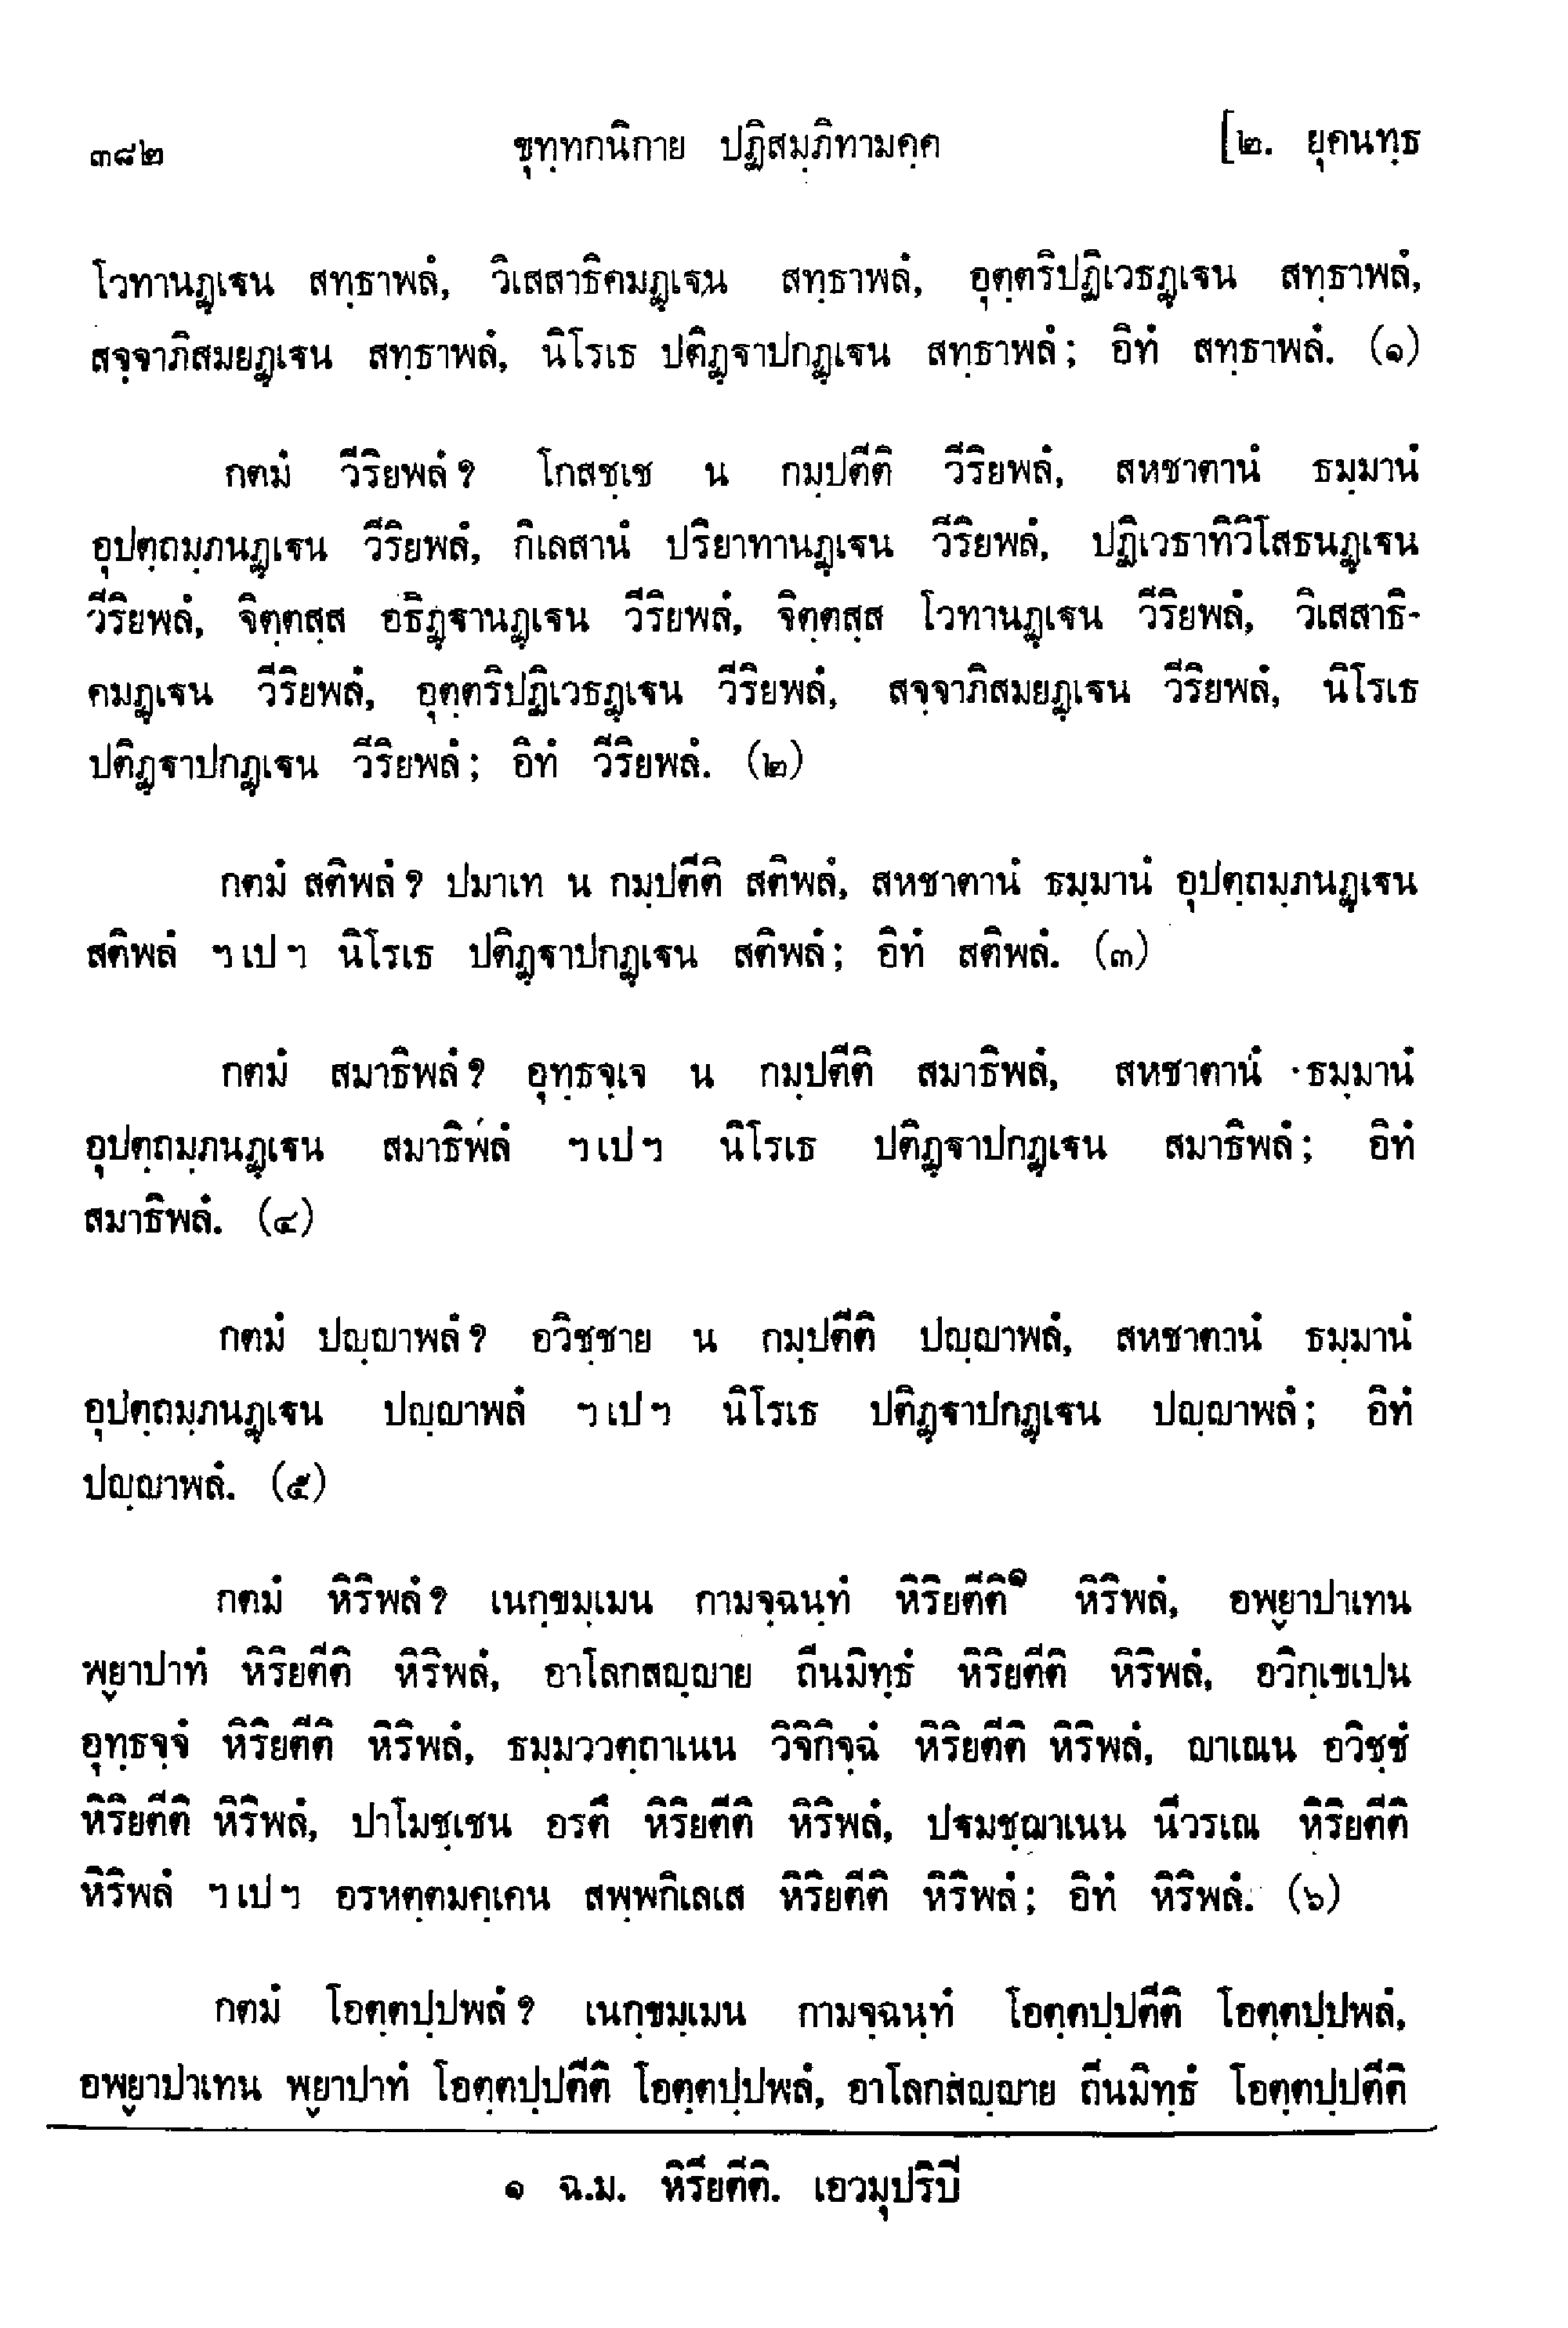 ๓๘๒ ขุทฺทกนิกาย ปฏิสมฺภิทามคฺค [๒. ยุคนทฺธ
โวทานฏฺเฐน สทฺธาพลํ, วิเสสาธิคมฏฺเฐน สทฺธาพลํ, อุตฺตริปฏิเวธฏฺเฐน สทฺธาพลํ,
สจฺจาภิสมยฏฺเฐน สทฺธาพลํ, นิโรเธ ปติฏฺฐาปกฏฺเฐน สทฺธาพลํ; อิทํ สทฺธาพลํ. (๑)
กตมํ วีริยพลํ? โกสชฺเช น กมฺปตีติ วีริยพลํ, สหชาตานํ ธมฺมานํ
อุปตฺถมฺภนฏฺเฐน วีริยพลํ, กิเลสานํ ปริยาทานฏฺเฐน วีริยพลํ, ปฏิเวธาทิวิโสธนฏฺเฐน
วีริยพลํ, จิตฺตสฺส อธิฏฺฐานฏฺเฐน วีริยพลํ, จิตฺตสฺส โวทานฏฺเฐน วีริยพลํ, วิเสสาธิ-
คมฏฺเฐน วีริยพลํ, อุตฺตริปฏิเวธฏฺเฐน วีริยพลํ, สจฺจาภิสมยฏฺเฐน วีริยพลํ, นิโรเธ
ปติฏฺฐาปกฏฺเฐน วีริยพลํ; อิทํ วีริยพลํ. (๒)
กตมํ สติพลํ? ปมาเท น กมฺปตีติ สติพลํ, สหชาตานํ ธมฺมานํ อุปตฺถมฺภนฏฺเฐน
สติพลํ ฯเปฯ นิโรเธ ปติฏฺฐาปกฏฺเฐน สติพลํ; อิทํ สติพลํ. (๓)
กตมํ สมาธิพลํ? อุทฺธจฺเจ น กมฺปตีติ สมาธิพลํ, สหชาตานํ ธมฺมานํ
อุปตฺถมฺภนฏฺเฐน สมาธิพลํ ฯเปฯ นิโรเธ ปติฏฺฐาปกฏฺเฐน สมาธิพลํ; อิทํ
สมาธิพลํ. (๔)
กตมํ ปญฺญาพลํ? อวิชฺชาย น กมฺปตีติ ปญฺญาพลํ, สหชาตานํ ธมฺมานํ
อุปตฺถมฺภนฏฺเฐน ปญฺญาพลํ ฯเปฯ นิโรเธ ปติฏฺฐาปกฏฺเฐน ปญฺญาพลํ; อิทํ
ปญฺญาพลํ. (๕)
กตมํ หิริพลํ? เนกฺขมฺเมน กามจฺฉนฺทํ หิริยตีติ๑ หิริพลํ, อพฺยาปาเทน
พฺยาปาทํ หิริยตีติ หิริพลํ, อาโลกสญฺญาย ถีนมิทฺธํ หิริยตีติ หิริพลํ, อวิกฺเขเปน
อุทฺธจฺจํ หิริยตีติ หิริพลํ, ธมฺมววตฺถาเนน วิจิกิจฺฉํ หิริยตีติ หิริพลํ, ญาเณน อวิชฺชํ
หิริยตีติ หิริพลํ, ปาโมชฺเชน อรตึ หิริยตีติ หิริพลํ, ปฐมชฺฌาเนน นีวรเณ หิริยตีติ
หิริพลํ ฯเปฯ อรหตฺตมคฺเคน สพฺพกิเลเส หิริยตีติ หิริพลํ; อิทํ หิริพลํ. (๖)
กตมํ โอตฺตปฺปพลํ? เนกฺขมฺเมน กามจฺฉนฺทํ โอตฺตปฺปตีติ โอตฺตปฺปพลํ,
อพฺยาปาเทน พฺยาปาทํ โอตฺตปฺปตีติ โอตฺตปฺปพลํ, อาโลกสญฺญาย ถีนมิทฺธํ โอตฺตปฺปตีติ
๑ ฉ.ม. หิรียตีติ. เอวมุปริปี